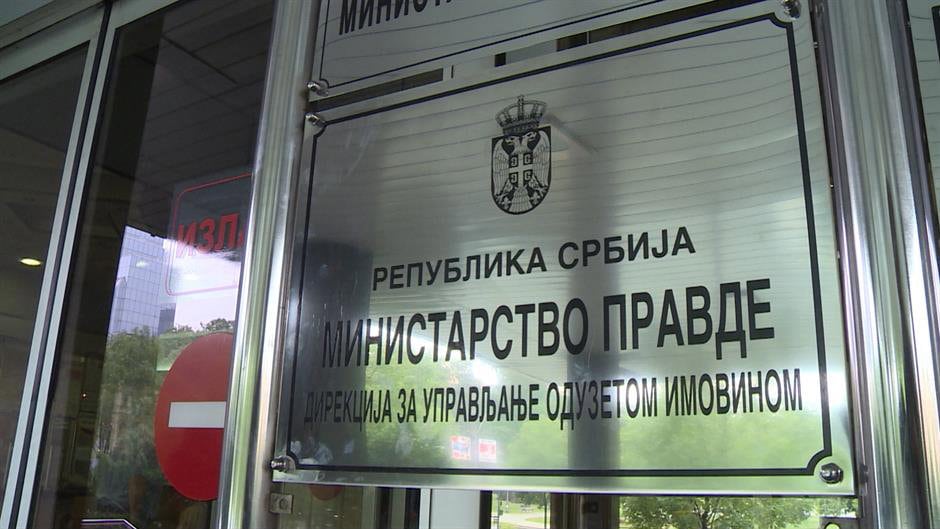 РЕПУБЛИКА СРБИЈА
МИНИСТАРСТВО ПРАВДЕ
ДИРЕКЦИЈА ЗА УПРАВЉАЊЕ ОДУЗЕТОМ ИМОВИНОМ